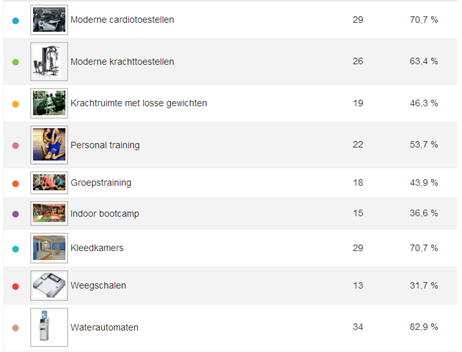 Moderne cardiotoestellen 29 70,7 %
Moderne krachttoestellen 26 63,4 %
Krachtruimte met losse gewichten 19 46,3 %
Personal training 22 53,7 %
Groepstraining 18 43,9 %
Indoor bootcamp 15 36,6 %
Kleedkamers 29 70,7 %
Weegschalen 13 31,7 %
Waterautomaten 34 82,9 %